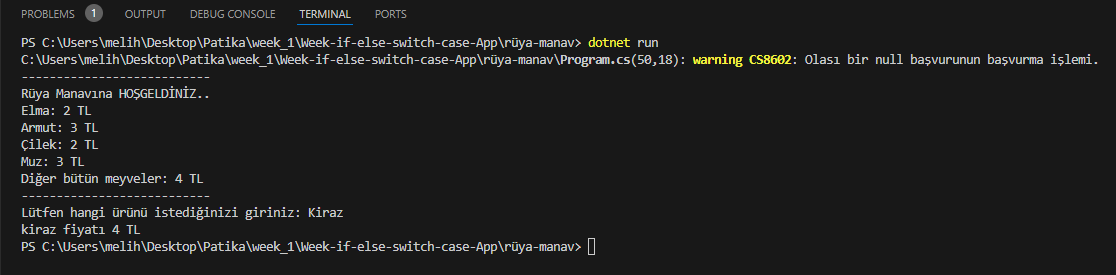 PROBLEMS 1 OUTPUT DEBUG CONSOLE TERMINAL PORTS
PS C:\Users\melih\Desktop\Patika\week_1\Week-if-else-switch-case-App\rüya-manav> dotnet run
C:\Users\melih\Desktop\Patika\week_1\Week-if-else-switch-case-App\rüya-manav\Program.cs(50,18): warning CS8602: Olası bir null başvurunun başvurma işlemi.
---------------------------
Rüya Manavına HOŞGELDİNİZ..
Elma: 2 TL
Armut: 3 TL
Çilek: 2 TL
Muz: 3 TL
Diğer bütün meyveler: 4 TL
---------------------------
Lütfen hangi ürünü istediğinizi giriniz: Kiraz
kiraz fiyatı 4 TL
PS C:\Users\melih\Desktop\Patika\week_1\Week-if-else-switch-case-App\rüya-manav>